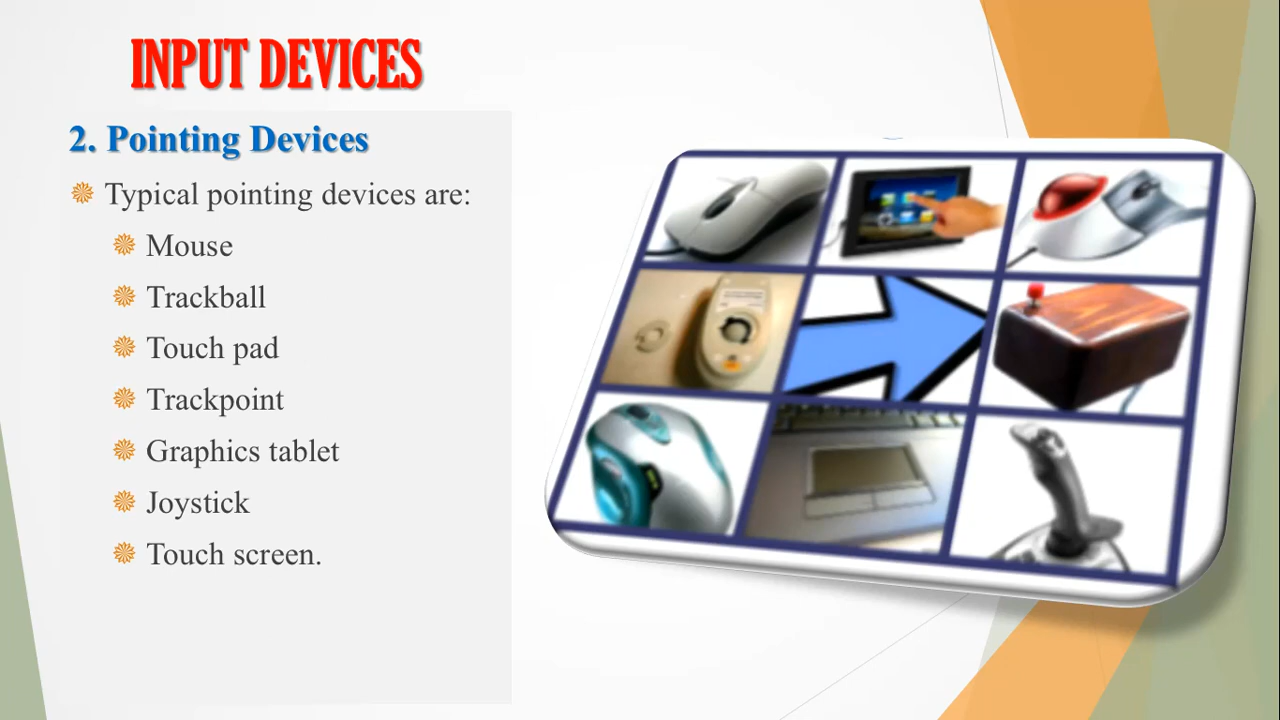 INPUT DEVICES
2. Pointing Devices
Typical pointing devices are:
Mouse
Trackball
Touch pad
Trackpoint
Graphics tablet
Joystick
Touch screen.